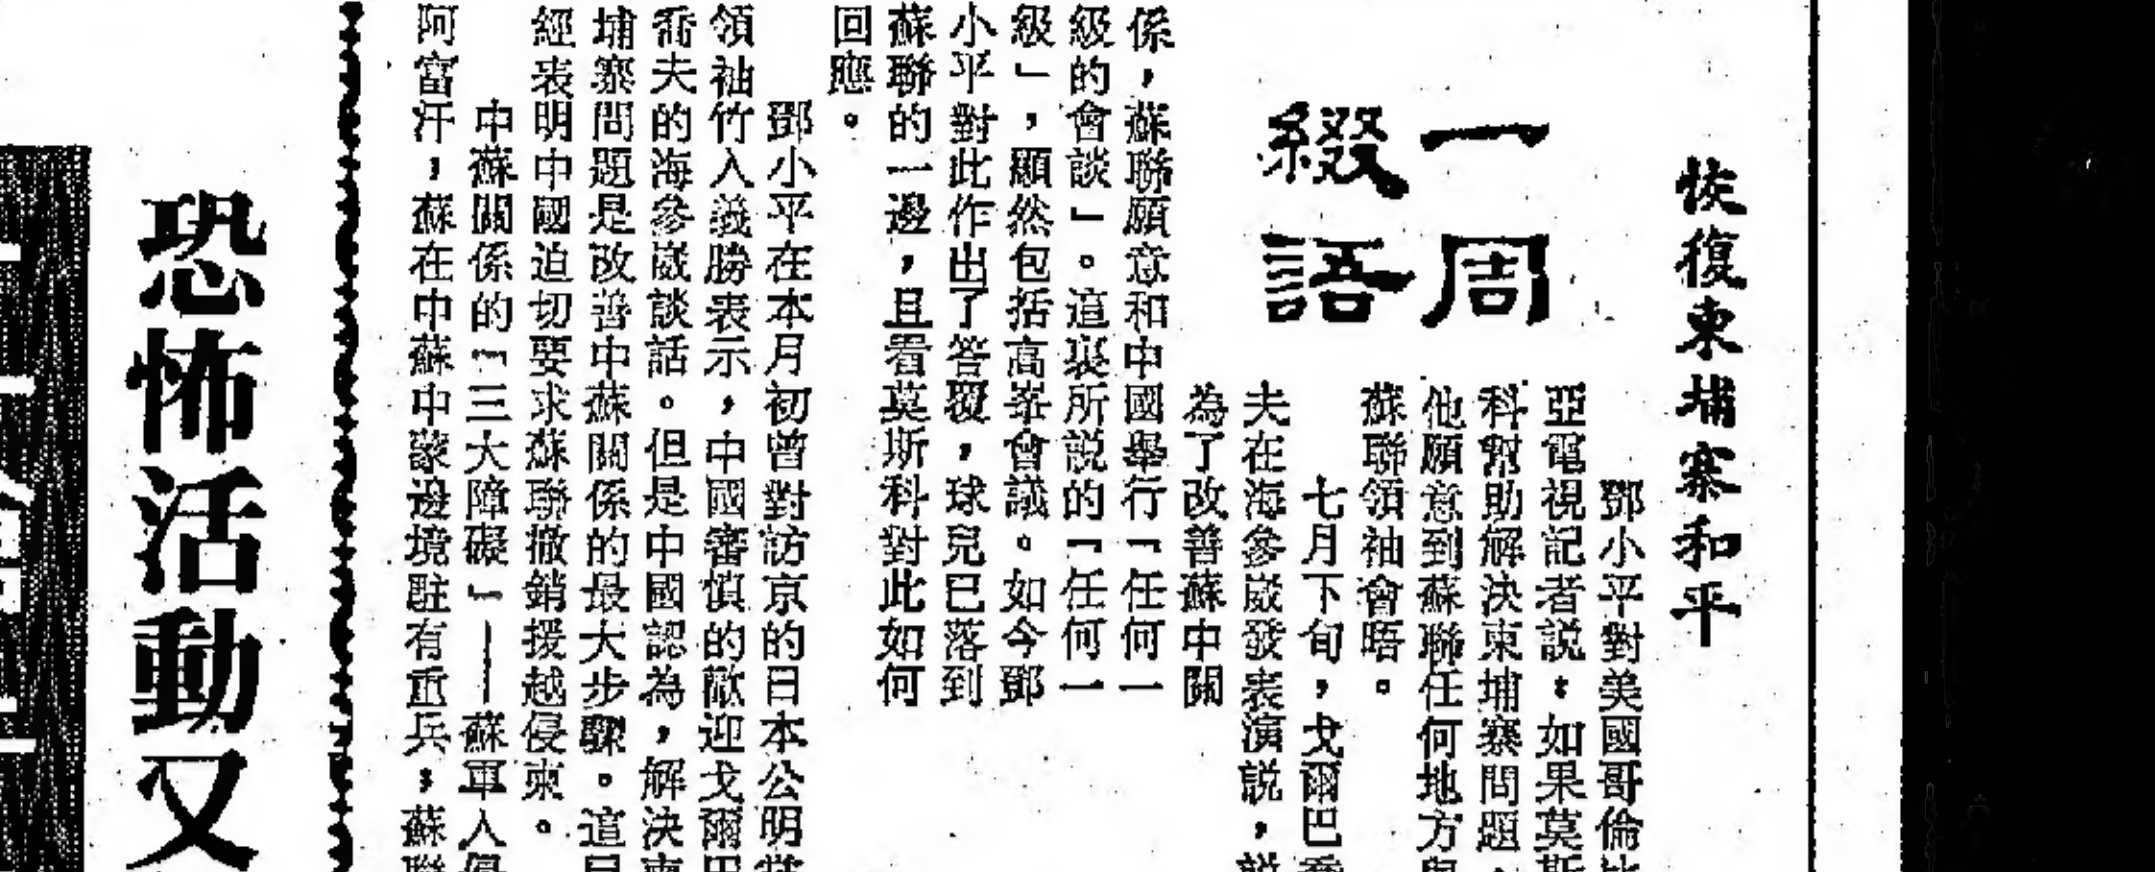 恢復柬埔寨和平
一周
綴語
鄧小平對美國哥倫比
亞電視記者說：如果莫斯
科幫助解決柬埔寨問題，
他願意到蘇聯任何地方與
蘇聯領袖會晤。
七月下旬，戈爾巴喬
夫在海參崴發表演說，說
為了改善蘇中關
係，蘇聯願意和中國舉行「任何一
級的會談」。這裏所說的「任何一
級」，顯然包括高峯會議。如今鄧
小平對此作出了答覆，球兒已落到
蘇聯的一邊，且看莫斯科對此如何
回應。
鄧小平在本月初曾對訪京的日本公明黨
領袖竹入義勝表示，中國審慎的歡迎戈爾巴
喬夫的海參崴談話。但是中國認為，解決柬
埔寨問題是改善中蘇關係的最大步驟。這已
經表明中國迫切要求蘇聯撤銷援越侵柬。
中蘇關係的「三大障礙」——蘇軍入侵
阿富汗，蘇在中蘇中蒙邊境駐有重兵；蘇聯
恐怖活動又